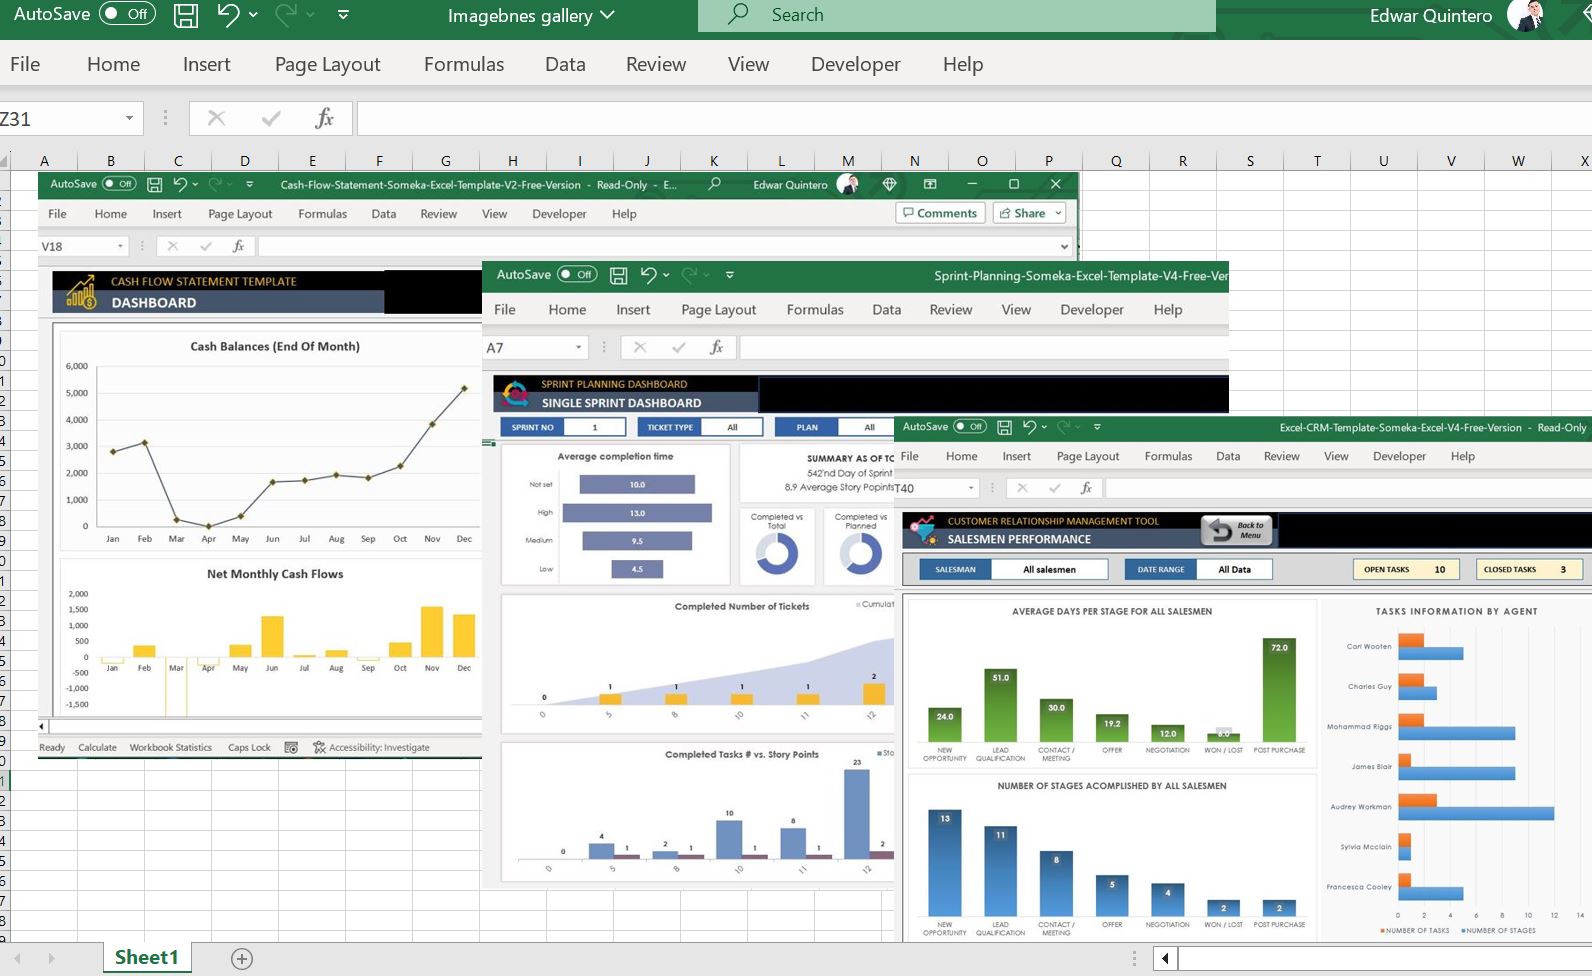 AutoSave Off
Imagebnes gallery
Search
Edwar Quintero
File Home Insert Page Layout Formulas Data Review View Developer Help
Z31
fx
A B C D E F G H I J K L M N O P Q R S T U V W X
AutoSave Off
Cash-Flow-Statement-Someka-Excel-Template-V2-Free-Version - Read-Only - E...
Edwar Quintero
File Home Insert Page Layout Formulas Data Review View Developer Help
Comments Share
V18
fx
CASH FLOW STATEMENT TEMPLATE
DASHBOARD
Cash Balances (End Of Month)
6,000
5,000
4,000
3,000
2,000
1,000
0
Jan Feb Mar Apr May Jun Jul Aug Sep Oct Nov Dec
Net Monthly Cash Flows
2,000
1,500
1,000
500
0
Jan Feb Mar Apr May Jun Jul Aug Sep Oct Nov Dec
-500
-1,000
-1,500
Ready Calculate Workbook Statistics Caps Lock Accessibility: Investigate
AutoSave Off
Sprint-Planning-Someka-Excel-Template-V4-Free-Ver
File Home Insert Page Layout Formulas Data Review View Developer Help
A7
fx
SPRINT PLANNING DASHBOARD
SINGLE SPRINT DASHBOARD
SPRINT NO 1 TICKET TYPE All PLAN All
Average completion time
Not set 10.0
High 13.0
Medium 9.5
Low 4.5
SUMMARY AS OF TO
542'nd Day of Sprint
8.9 Average Story Popints
Completed vs Total
Completed vs Planned
Completed Number of Tickets
Cumulat
0 1 1 1 1 2
0 5 8 10 11 12
Completed Tasks # vs. Story Points
Sto
0 4 1 2 1 10 1 8 1 23 2
0 5 8 10 11 12
AutoSave Off
Excel-CRM-Template-Someka-Excel-V4-Free-Version - Read-Only
File Home Insert Page Layout Formulas Data Review View Developer Help
T40
fx
CUSTOMER RELATIONSHIP MANAGEMENT TOOL
SALESMEN PERFORMANCE
Back to
Menu
SALESMAN All salesmen DATE RANGE All Data OPEN TASKS 10 CLOSED TASKS 3
AVERAGE DAYS PER STAGE FOR ALL SALESMEN
24.0 51.0 30.0 19.2 12.0 6.0 72.0
NEW OPPORTUNITY LEAD QUALIFICATION CONTACT / MEETING OFFER NEGOTIATION WON / LOST POST PURCHASE
NUMBER OF STAGES ACOMPLISHED BY ALL SALESMEN
13 11 8 5 4 2 2
NEW OPPORTUNITY LEAD QUALIFICATION CONTACT / MEETING OFFER NEGOTIATION WON / LOST POST PURCHASE
TASKS INFORMATION BY AGENT
Carl Wooten
Charles Guy
Mohammad Riggs
James Blair
Audrey Workman
Sylvia Mcclain
Francesca Cooley
0 2 4 6 8 10 12 14
NUMBER OF TASKS NUMBER OF STAGES
Sheet1